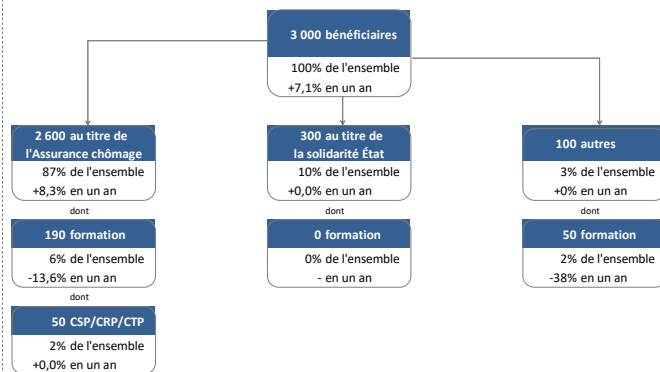 3 000 bénéficiaires
100% de l'ensemble
+7,1% en un an
2 600 au titre de
l'Assurance chômage
87% de l'ensemble
+8,3% en un an
dont
190 formation
6% de l'ensemble
-13,6% en un an
dont
50 CSP/CRP/CTP
2% de l'ensemble
+0,0% en un an
300 au titre de
la solidarité État
10% de l'ensemble
+0,0% en un an
dont
0 formation
0% de l'ensemble
- en un an
100 autres
3% de l'ensemble
+0% en un an
dont
50 formation
2% de l'ensemble
-38% en un an